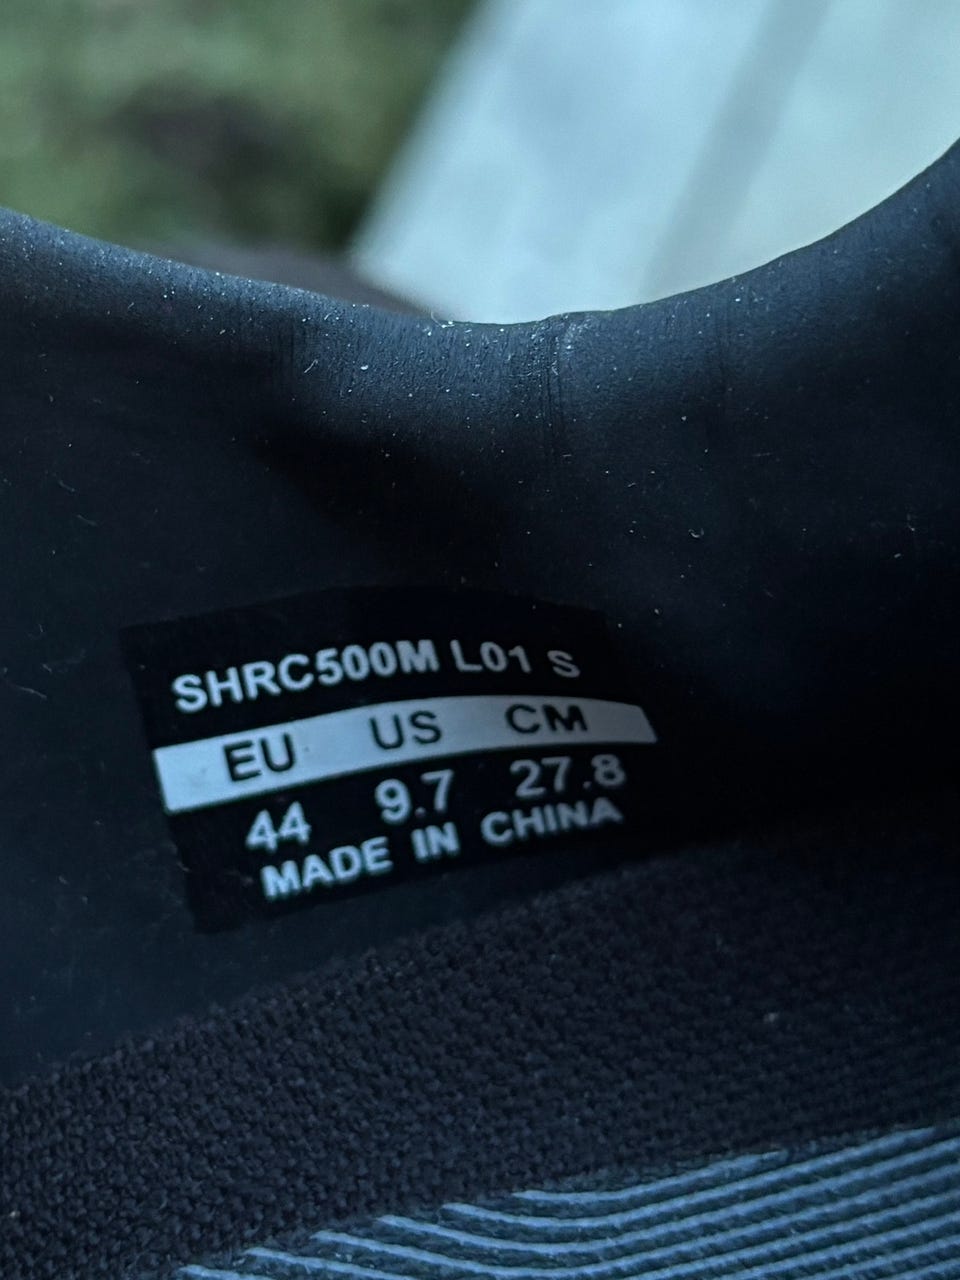 SHRC500M L01 S
EU US CM
44 9.7 27.8
MADE IN CHINA